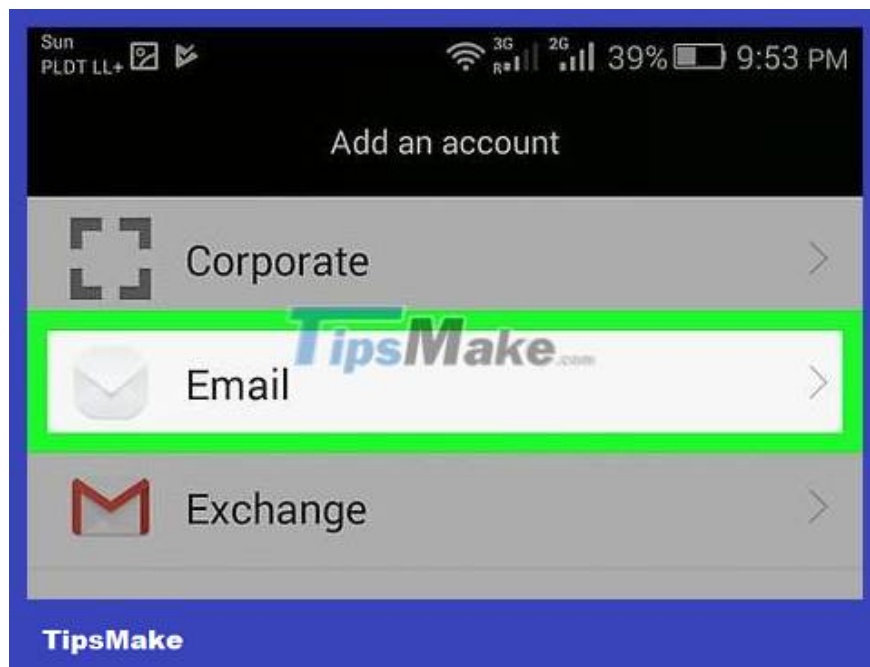 Sun
PLDT LL+ 3G R 2G 39% 9:53 PM
Add an account
Corporate
TipsMake.com
Email
Exchange
TipsMake